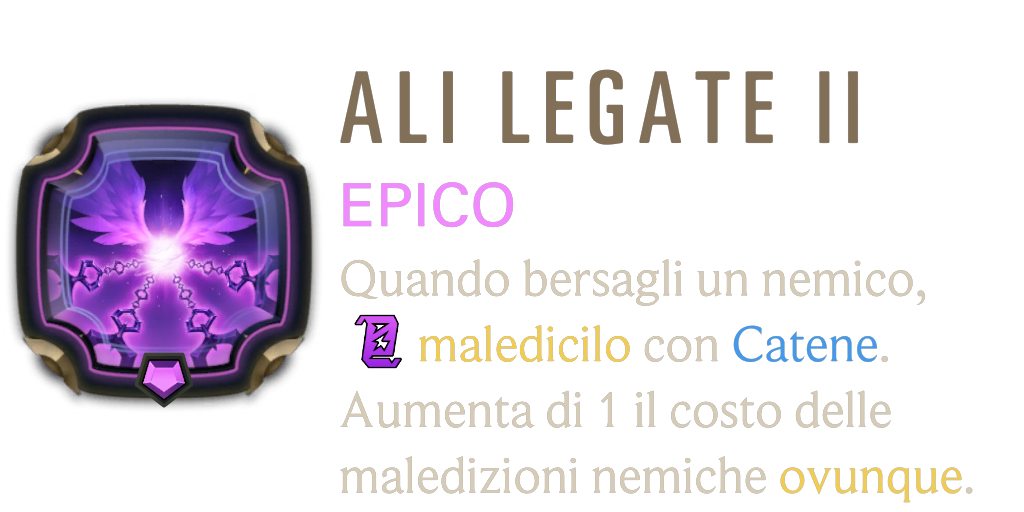 ALI LEGATE II
EPICO
Quando bersagli un nemico,
maledicilo con Catene.
Aumenta di 1 il costo delle
maledizioni nemiche ovunque.